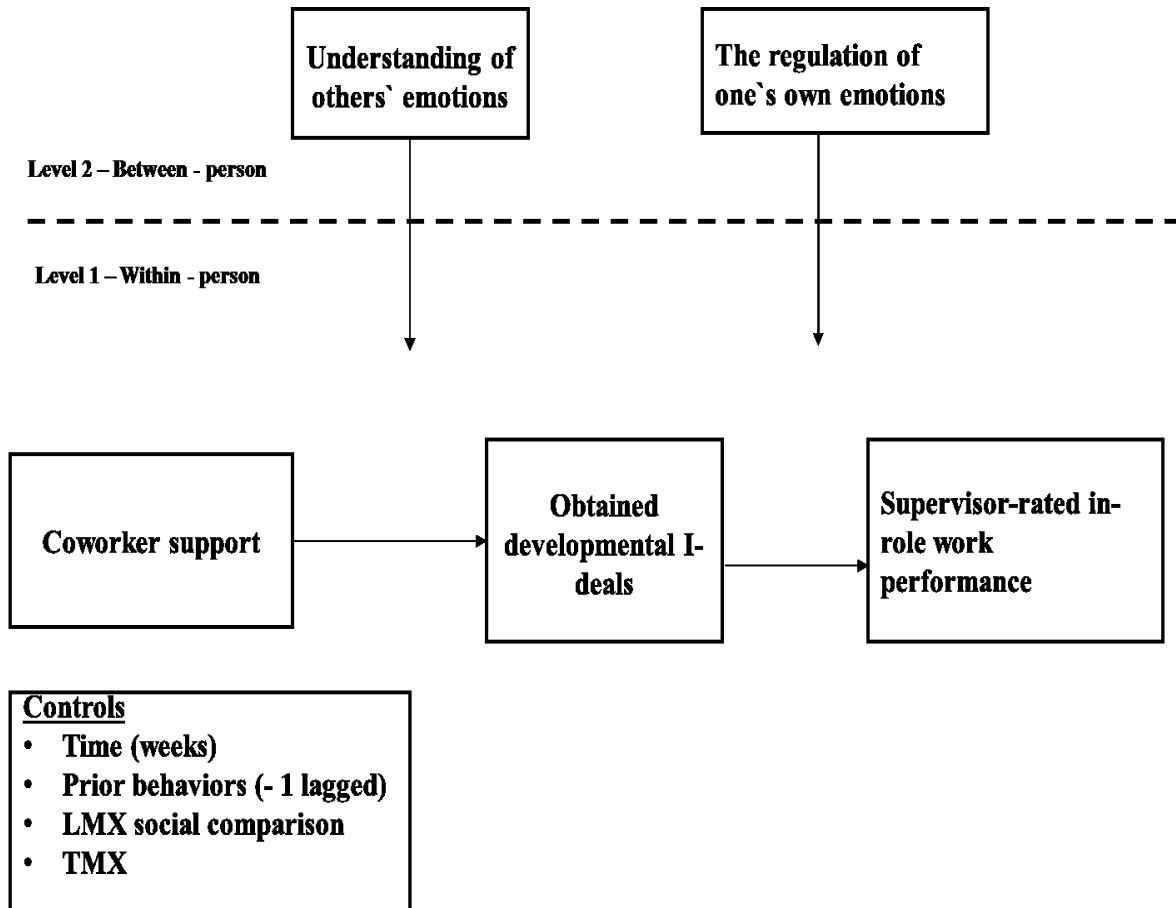 Understanding of
others` emotions
The regulation of
one`s own emotions
Level 2 – Between - person
Level 1 – Within - person
Coworker support
Obtained
developmental I-
deals
Supervisor-rated in-
role work
performance
Controls
• Time (weeks)
• Prior behaviors (- 1 lagged)
• LMX social comparison
• TMX